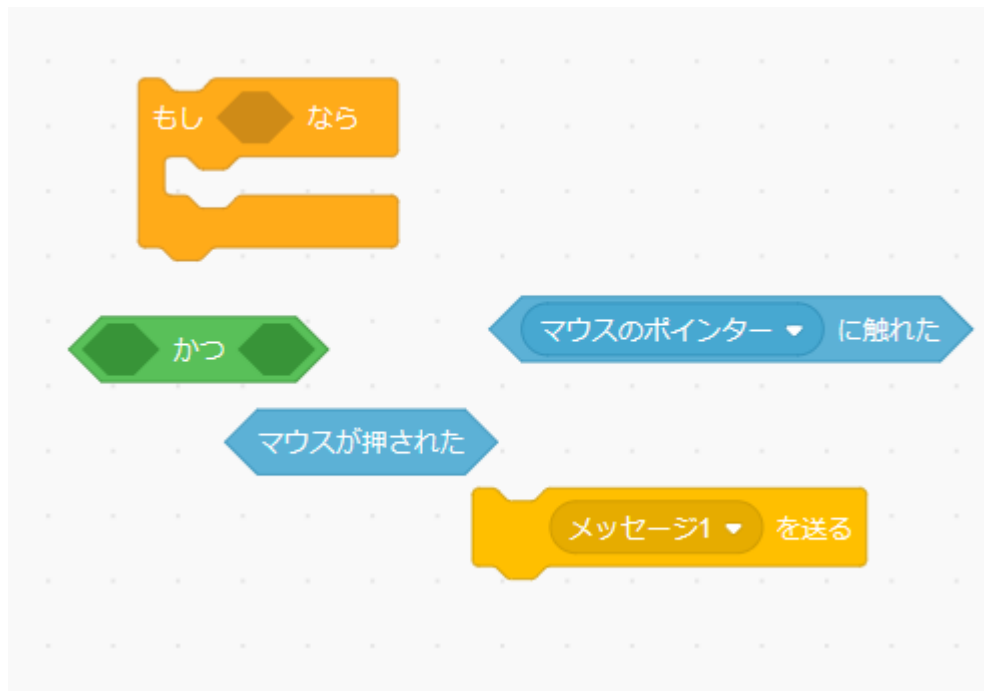 もし なら
マウスのポインター に触れた
かつ
マウスが押された
メッセージ1 を送る